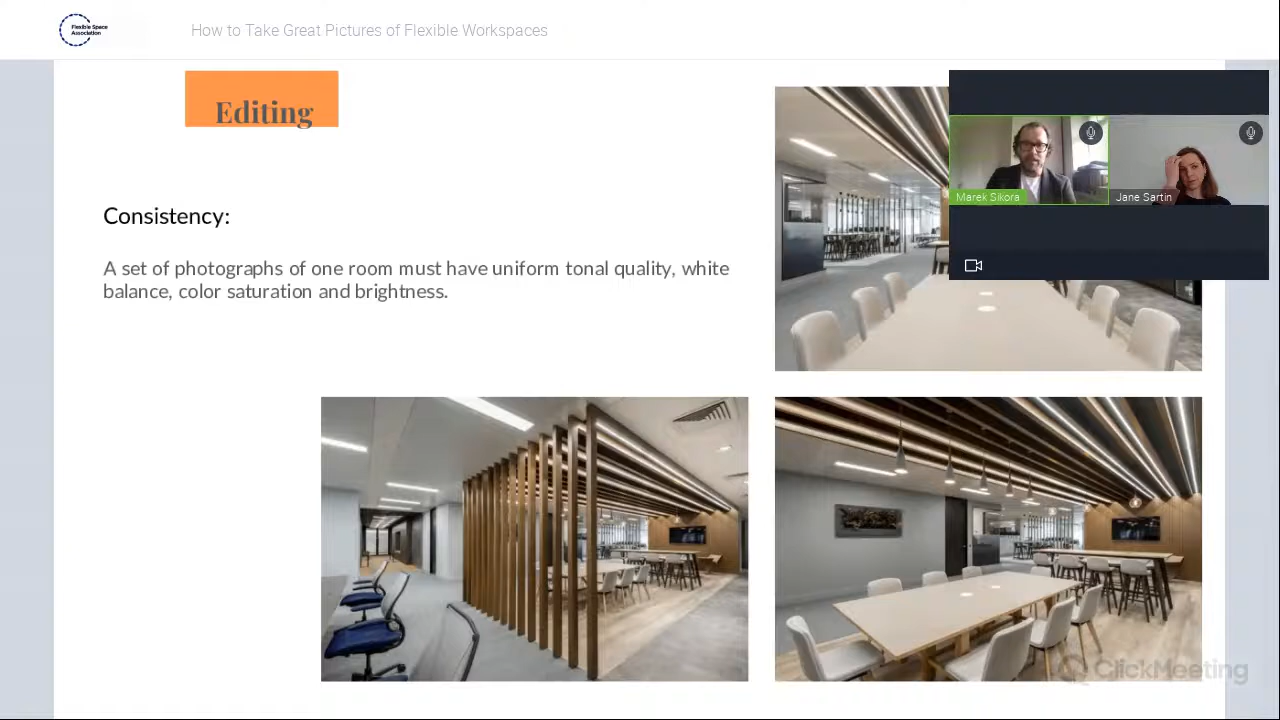 Flexible Space
Association
How to Take Great Pictures of Flexible Workspaces
Editing
Consistency:
A set of photographs of one room must have uniform tonal quality, white
balance, color saturation and brightness.
Marek Sikora
Jane Sartin
ClickMeeting